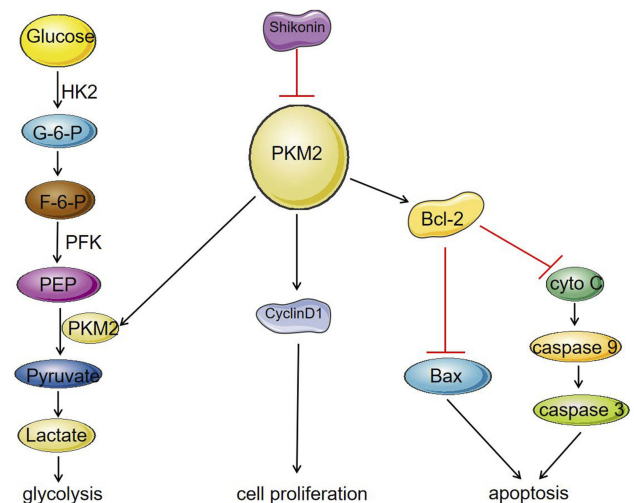 Glucose
HK2
G-6-P
F-6-P
PFK
PEP
PKM2
Pyruvate
Lactate
glycolysis
Shikonin
PKM2
CyclinD1
cell proliferation
Bcl-2
Bax
cyto C
caspase 9
caspase 3
apoptosis